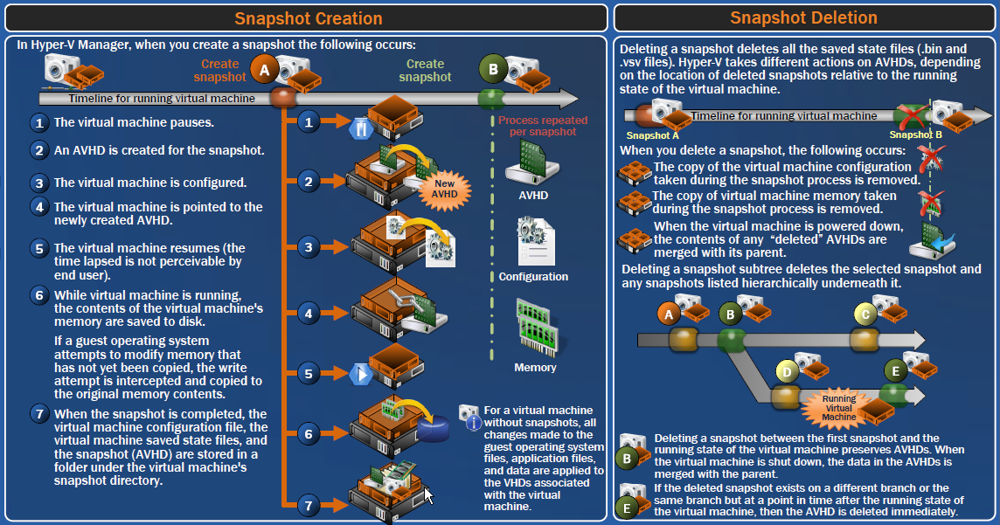 Snapshot Creation
In Hyper-V Manager, when you create a snapshot the following occurs:
Create
snapshot
A
Create
snapshot
B
Timeline for running virtual machine
1 The virtual machine pauses.
2 An AVHD is created for the snapshot.
3 The virtual machine is configured.
4 The virtual machine is pointed to the
newly created AVHD.
5 The virtual machine resumes (the
time lapsed is not perceivable by
end user).
6 While virtual machine is running,
the contents of the virtual machine's
memory are saved to disk.
If a guest operating system
attempts to modify memory that
has not yet been copied, the write
attempt is intercepted and copied to
the original memory contents.
7 When the snapshot is completed, the
virtual machine configuration file, the
virtual machine saved state files, and
the snapshot (AVHD) are stored in a
folder under the virtual machine's
snapshot directory.
1
2
New
AVHD
3
4
5
6
7
Process repeated
per snapshot
AVHD
Configuration
Memory
For a virtual machine
without snapshots, all
changes made to the
guest operating system
files, application files,
and data are applied to
the VHDs associated
with the virtual
machine.
Snapshot Deletion
Deleting a snapshot deletes all the saved state files (.bin and
.vsv files). Hyper-V takes different actions on AVHDs, depending
on the location of deleted snapshots relative to the running
state of the virtual machine.
Timeline for running virtual machine
Snapshot A
Snapshot B
When you delete a snapshot, the following occurs:
The copy of the virtual machine configuration
taken during the snapshot process is removed.
The copy of virtual machine memory taken
during the snapshot process is removed.
When the virtual machine is powered down,
the contents of any “deleted” AVHDs are
merged with its parent.
Deleting a snapshot subtree deletes the selected snapshot and
any snapshots listed hierarchically underneath it.
A
B
C
D
E
Running
Virtual
Machine
B
Deleting a snapshot between the first snapshot and the
running state of the virtual machine preserves AVHDs. When
the virtual machine is shut down, the data in the AVHDs is
merged with the parent.
E
If the deleted snapshot exists on a different branch or the
same branch but at a point in time after the running state of
the virtual machine, then the AVHD is deleted immediately.